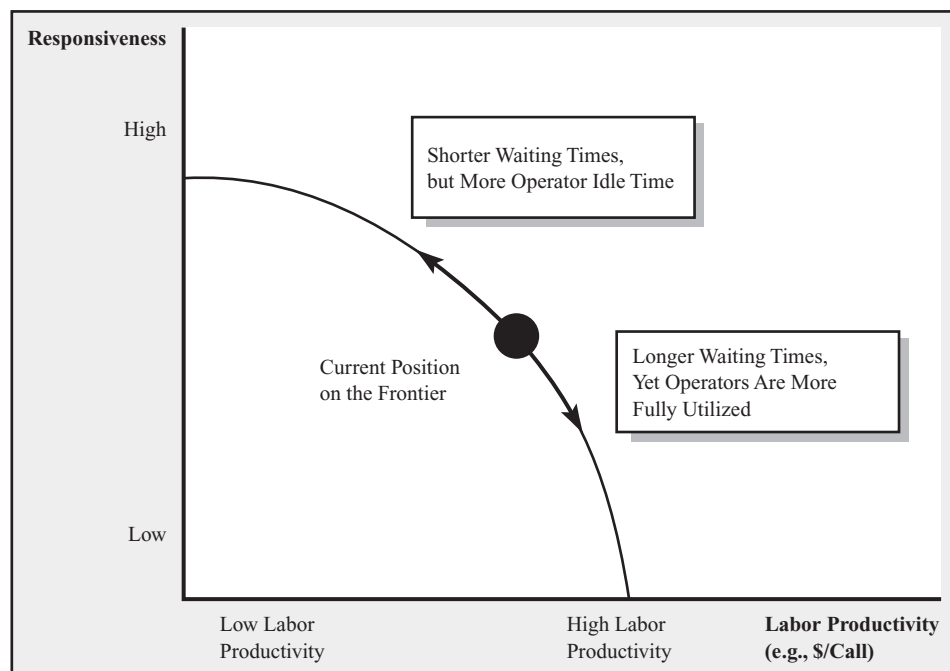 Responsiveness
High
Shorter Waiting Times,
but More Operator Idle Time
Current Position
on the Frontier
Longer Waiting Times,
Yet Operators Are More
Fully Utilized
Low
Low Labor
Productivity
High Labor
Productivity
Labor Productivity
(e.g., $/Call)